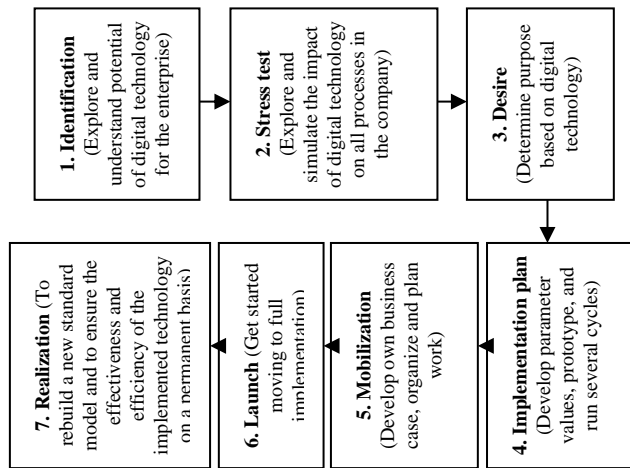 1. Identification
(Explore and
understand potential
of digital technology
for the enterprise)
2. Stress test
(Explore and
simulate the impact
of digital technology
on all processes in
the company)
3. Desire
(Determine purpose
based on digital
technology)
4. Implementation plan
(Develop parameter
values, prototype, and
run several cycles)
5. Mobilization
(Develop own business
case, organize and plan
work)
6. Launch (Get started
moving to full
implementation)
7. Realization (To
rebuild a new standard
model and to ensure the
effectiveness and
efficiency of the
implemented technology
on a permanent basis)